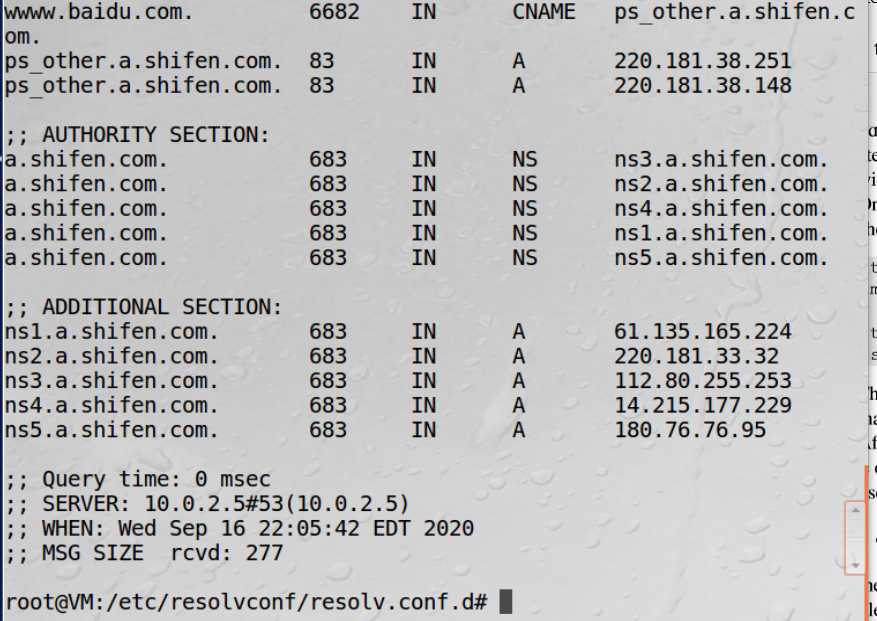 wwww.baidu.com. 6682 IN CNAME ps_other.a.shifen.c
om.
ps_other.a.shifen.com. 83 IN A 220.181.38.251
ps_other.a.shifen.com. 83 IN A 220.181.38.148
;; AUTHORITY SECTION:
a.shifen.com. 683 IN NS ns3.a.shifen.com.
a.shifen.com. 683 IN NS ns2.a.shifen.com.
a.shifen.com. 683 IN NS ns4.a.shifen.com.
a.shifen.com. 683 IN NS ns1.a.shifen.com.
a.shifen.com. 683 IN NS ns5.a.shifen.com.
;; ADDITIONAL SECTION:
ns1.a.shifen.com. 683 IN A 61.135.165.224
ns2.a.shifen.com. 683 IN A 220.181.33.32
ns3.a.shifen.com. 683 IN A 112.80.255.253
ns4.a.shifen.com. 683 IN A 14.215.177.229
ns5.a.shifen.com. 683 IN A 180.76.76.95
;; Query time: 0 msec
;; SERVER: 10.0.2.5#53(10.0.2.5)
;; WHEN: Wed Sep 16 22:05:42 EDT 2020
;; MSG SIZE rcvd: 277
root@VM:/etc/resolvconf/resolv.conf.d#